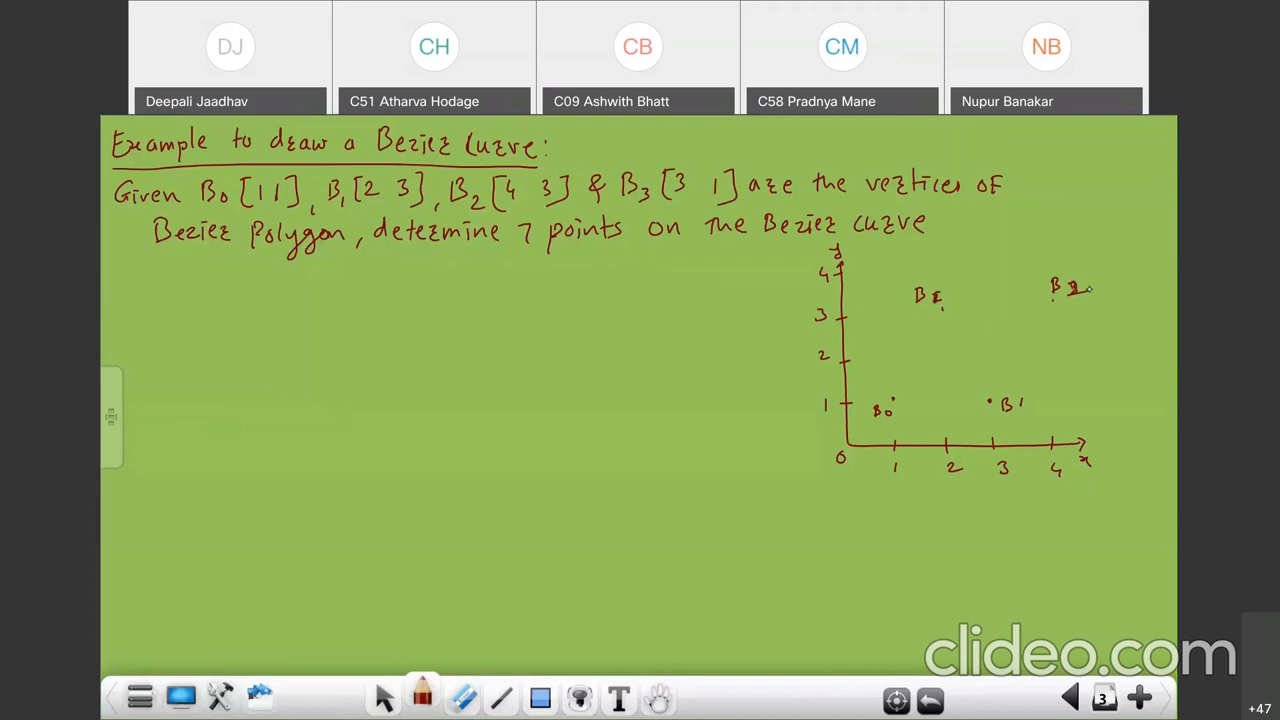 DJ CH CB CM NB
Deepali Jaadhav C51 Atharva Hodage C09 Ashwith Bhatt C58 Pradnya Mane Nupur Banakar
Example to draw a Bezier Curve:
Given B0 [1 1], B1 [2 3], B2 [4 3] & B3 [3 1] are the vertices of
Bezier Polygon, determine 7 points on the Bezier curve
y
4
B
B
3
2
1
B0
B1
0 1 2 3 4 x
clideo.com
3
T
+47